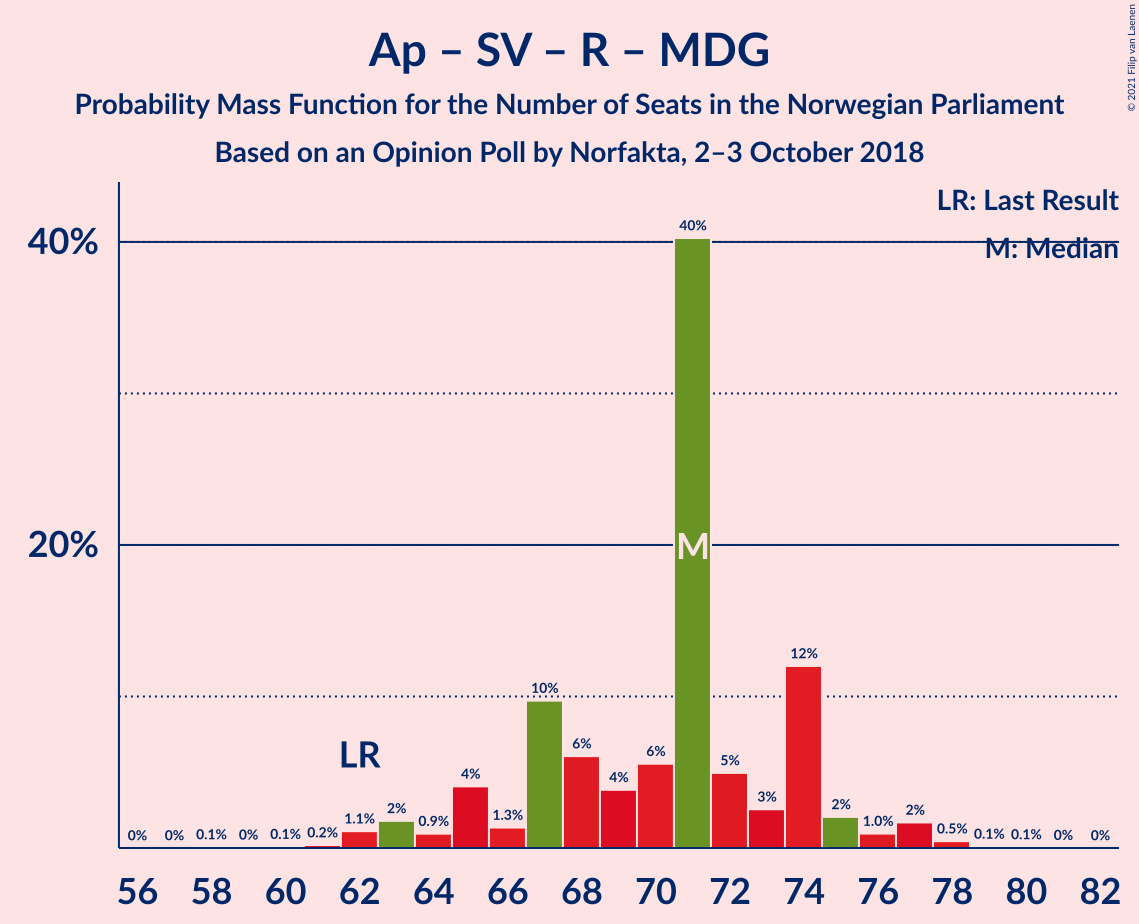 Ap – SV – R – MDG
Probability Mass Function for the Number of Seats in the Norwegian Parliament
Based on an Opinion Poll by Norfakta, 2–3 October 2018
© 2021 Filip van Laenen
LR: Last Result
M: Median
40%
20%
0% 0% 0.1% 0% 0.1% 0.2% 1.1% 2% 0.9% 4% 1.3% 10% 6% 4% 6% 40% 5% 3% 12% 2% 1.0% 2% 0.5% 0.1% 0.1% 0% 0%
LR
M
56 58 60 62 64 66 68 70 72 74 76 78 80 82